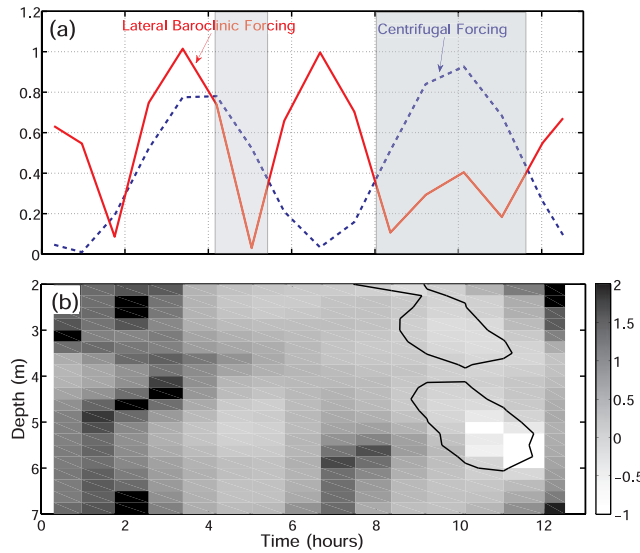 1.2
(a)
Lateral Baroclinic Forcing
Centrifugal Forcing
1
0.8
0.6
0.4
0.2
0
(b)
2
3
4
5
6
7
Depth (m)
0 2 4 6 8 10 12
Time (hours)
2
1.5
1
0.5
0
−0.5
−1